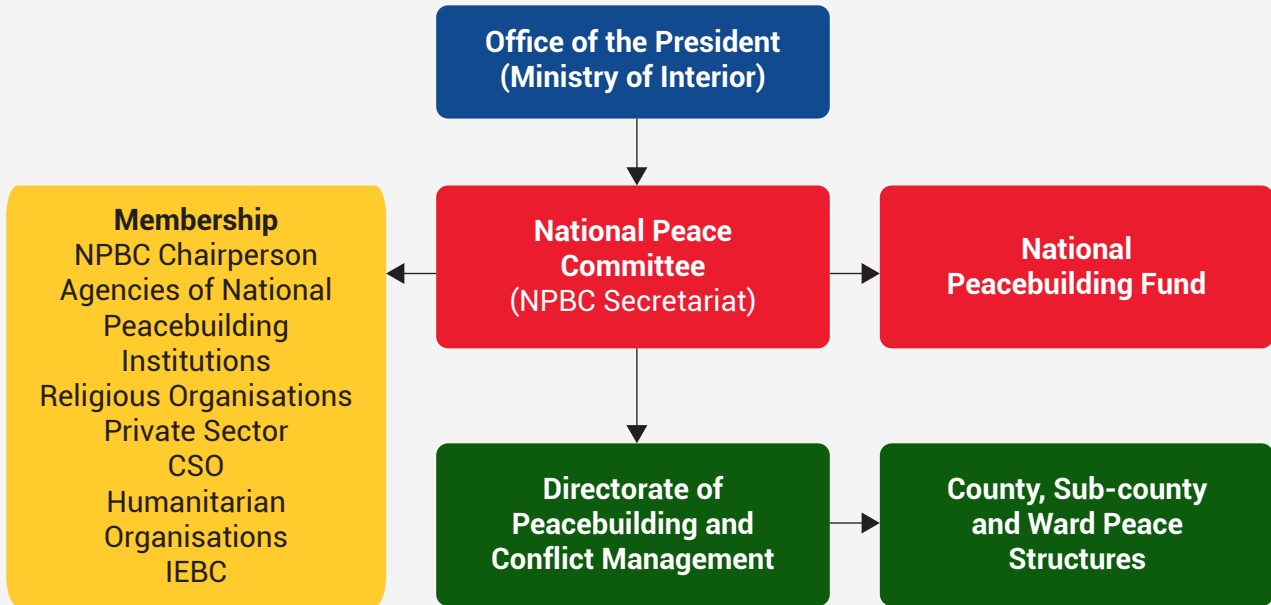 Office of the President
(Ministry of Interior)
Membership
NPBC Chairperson
Agencies of National
Peacebuilding
Institutions
Religious Organisations
Private Sector
CSO
Humanitarian
Organisations
IEBC
National Peace
Committee
(NPBC Secretariat)
National
Peacebuilding Fund
Directorate of
Peacebuilding and
Conflict Management
County, Sub-county
and Ward Peace
Structures